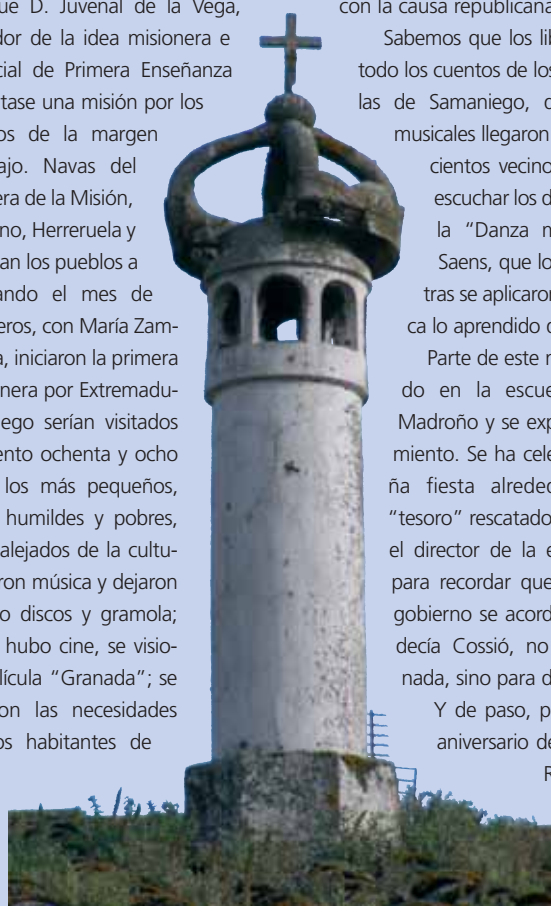 ue D. Juvenal de la Vega,
dor de la idea misionera e
cial de Primera Enseñanza
tase una misión por los
os de la margen
ajo. Navas del
era de la Misión,
no, Herreruela y
an los pueblos a
ando el mes de
eros, con María Zam-
a, iniciaron la primera
nera por Extremadu-
ego serían visitados
ento ochenta y ocho
los más pequeños,
humildes y pobres,
alejados de la cultu-
ron música y dejaron
o discos y gramola;
hubo cine, se visio-
lícula “Granada”; se
on las necesidades
os habitantes de
con la causa republicana
Sabemos que los lib
todo los cuentos de los
las de Samaniego,
musicales llegaron
cientos vecino
escuchar los d
la “Danza m
Saens, que lo
tras se aplicaron
ca lo aprendido
Parte de este
do en la escue
Madroño y se exp
miento. Se ha cele
ña fiesta alreded
“tesoro” rescatado
el director de la e
para recordar que
gobierno se acord
decía Cossió, no
nada, sino para d
Y de paso, p
aniversario de
R